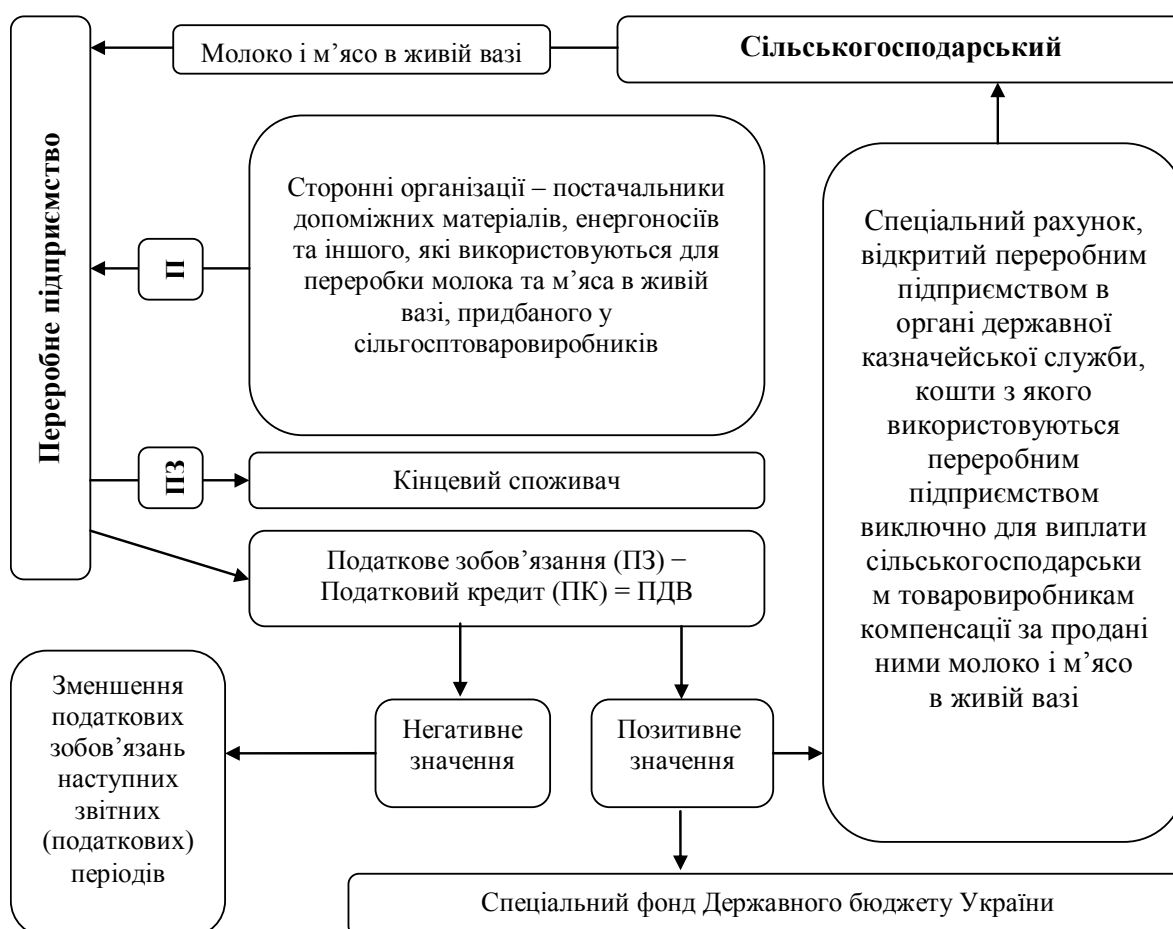 Молоко і м’ясо в живій вазі
Сільськогосподарський
Переробне підприємство
Сторонні організації – постачальники
допоміжних матеріалів, енергоносіїв
та іншого, які використовуються для
переробки молока та м’яса в живій
вазі, придбаного у
сільгосптоваровиробників
П
Спеціальний рахунок,
відкритий переробним
підприємством в
органі державної
казначейської служби,
кошти з якого
використовуються
переробним
підприємством
виключно для виплати
сільськогосподарськи
м товаровиробникам
компенсації за продані
ними молоко і м’ясо
в живій вазі
ПЗ
Кінцевий споживач
Податкове зобов’язання (ПЗ) –
Податковий кредит (ПК) = ПДВ
Зменшення
податкових
зобов’язань
наступних
звітних
(податкових)
періодів
Негативне
значення
Позитивне
значення
Спеціальний фонд Державного бюджету України